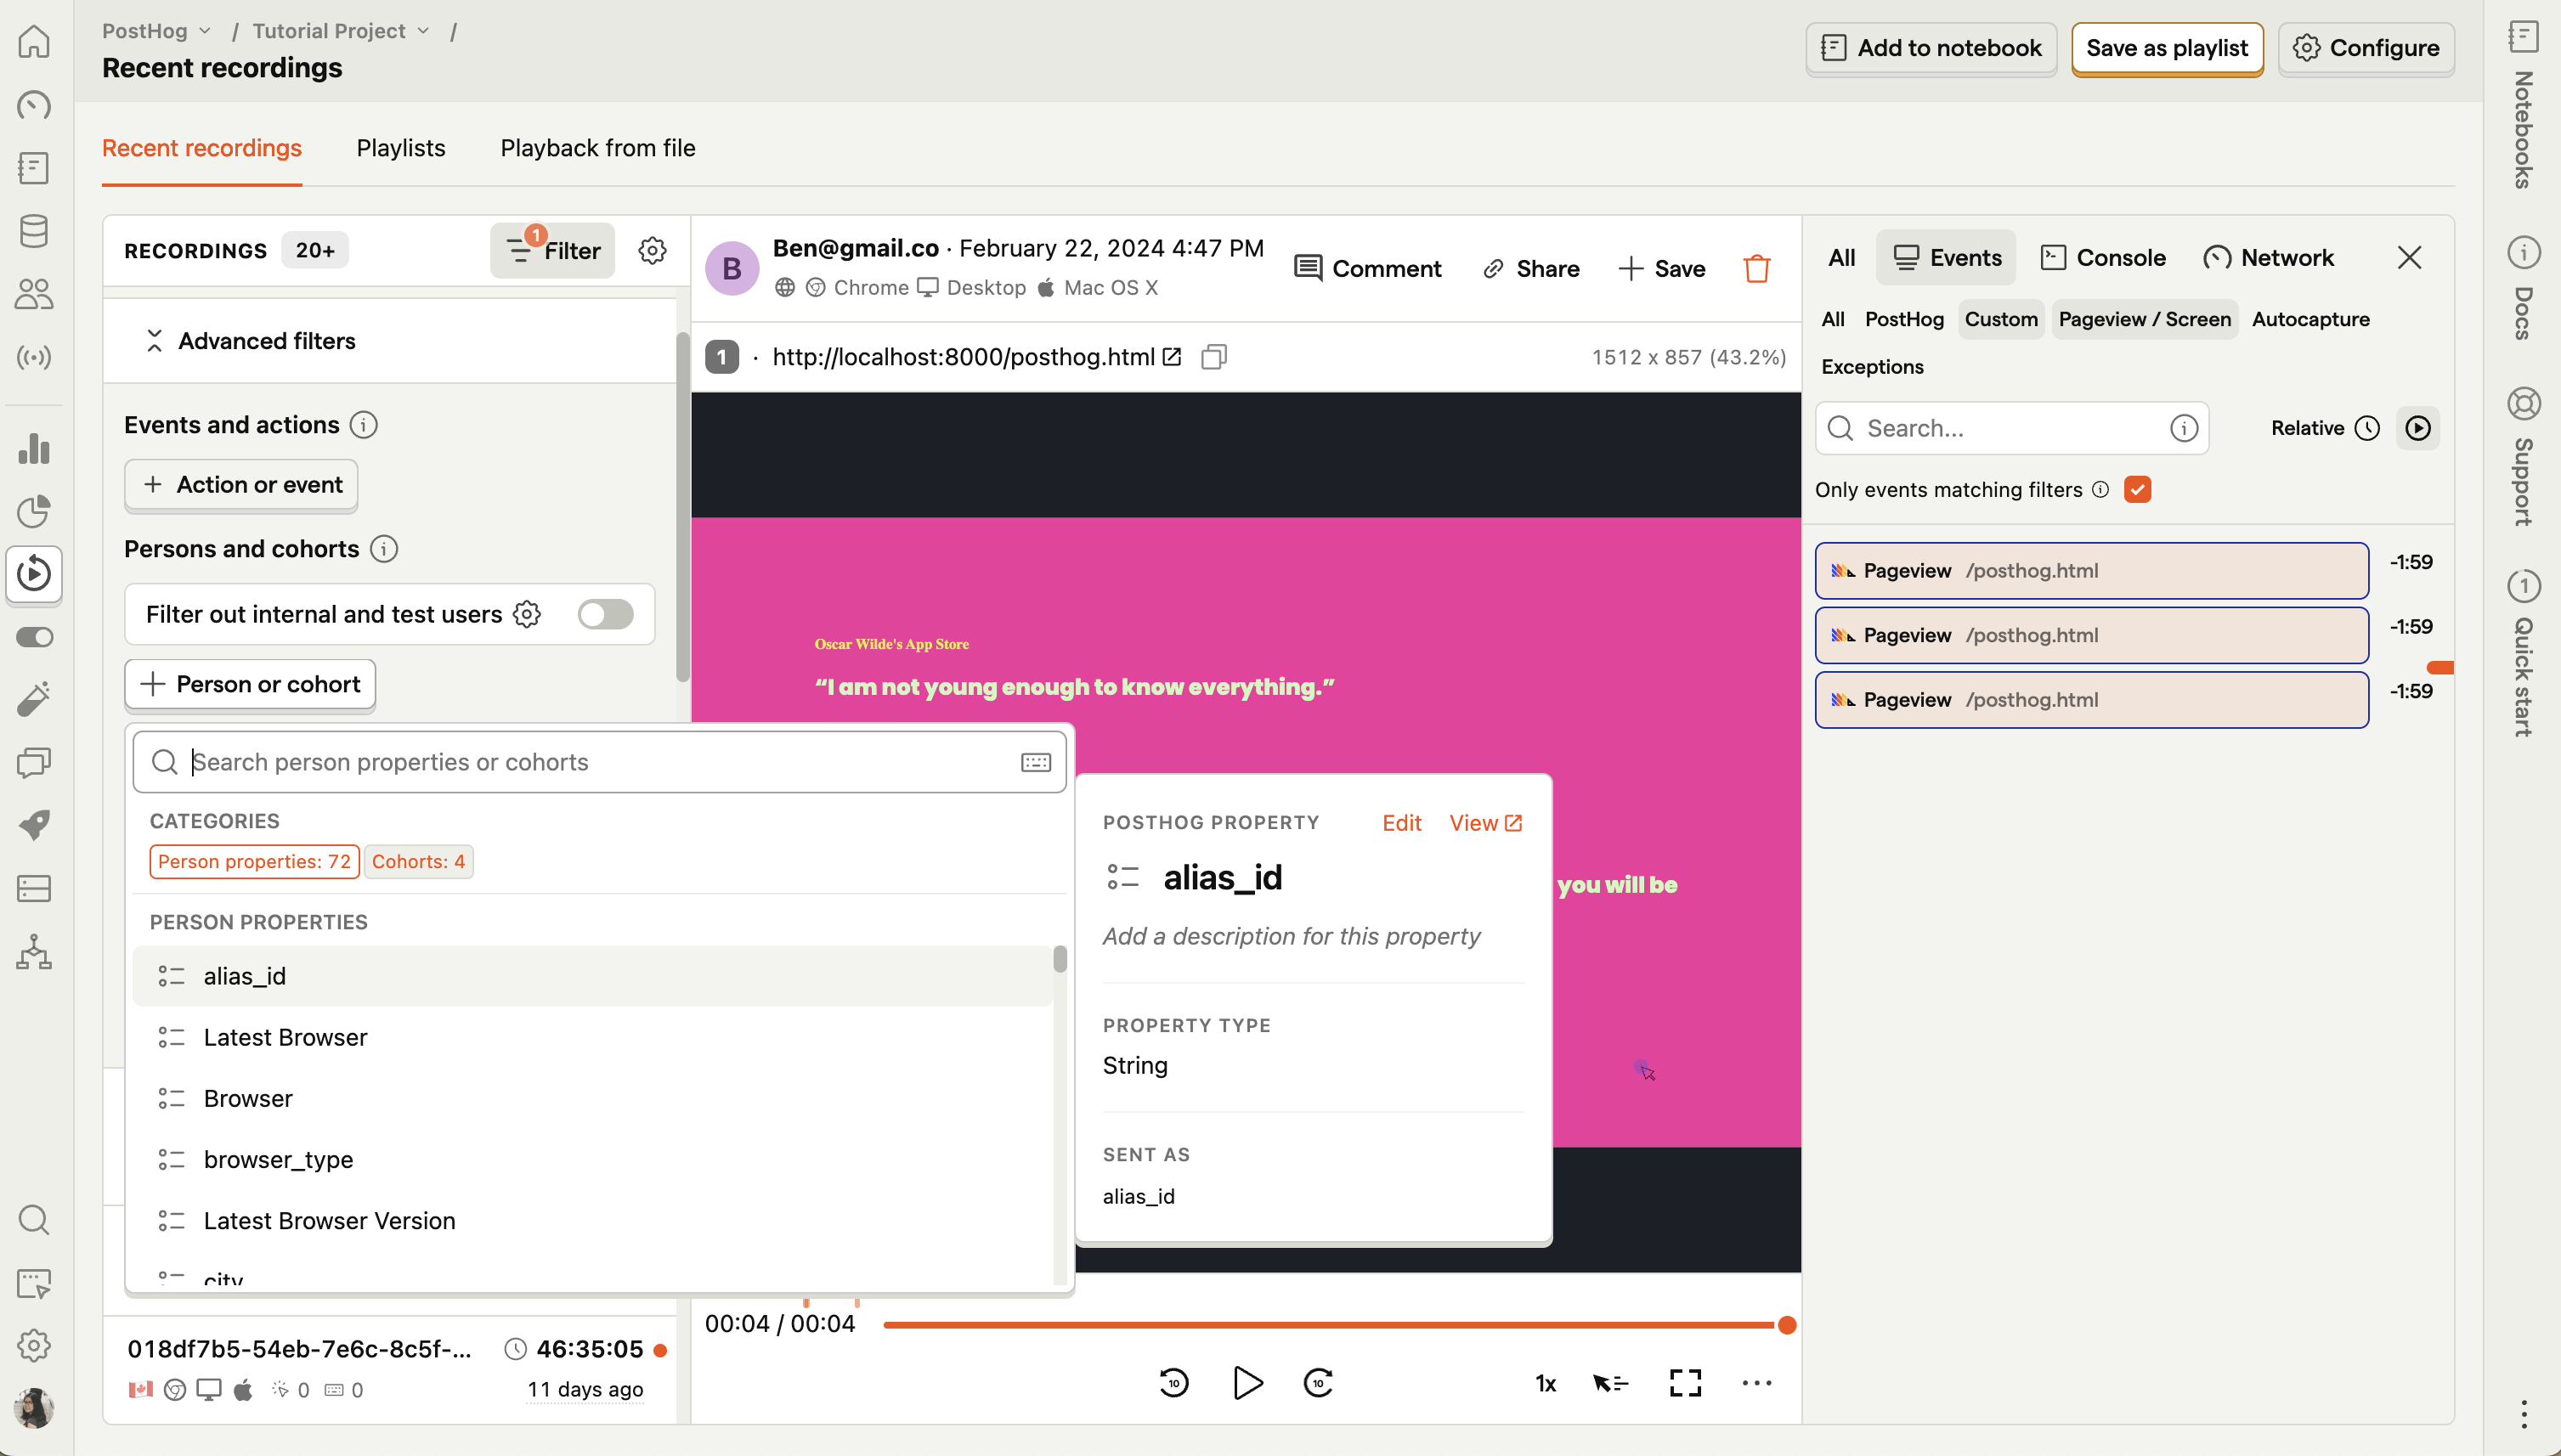 PostHog / Tutorial Project /
Recent recordings
Add to notebook
Save as playlist
Configure
Recent recordings
Playlists
Playback from file
RECORDINGS 20+
1
Filter
Advanced filters
Events and actions
+ Action or event
Persons and cohorts
Filter out internal and test users
+ Person or cohort
Search person properties or cohorts
CATEGORIES
Person properties: 72
Cohorts: 4
PERSON PROPERTIES
alias_id
Latest Browser
Browser
browser_type
Latest Browser Version
city
018df7b5-54eb-7e6c-8c5f-...
46:35:05
0
0
11 days ago
B
Ben@gmail.co · February 22, 2024 4:47 PM
Chrome Desktop Mac OS X
Comment
Share
+ Save
1 · http://localhost:8000/posthog.html
1512 x 857 (43.2%)
Oscar Wilde's App Store
“I am not young enough to know everything.”
you will be
POSTHOG PROPERTY
Edit
View
alias_id
Add a description for this property
PROPERTY TYPE
String
SENT AS
alias_id
00:04 / 00:04
10
10
1x
All
Events
Console
Network
All
PostHog
Custom
Pageview / Screen
Autocapture
Exceptions
Search...
Relative
Only events matching filters
Pageview /posthog.html -1:59
Pageview /posthog.html -1:59
Pageview /posthog.html -1:59
Notebooks
Docs
Support
1
Quick start